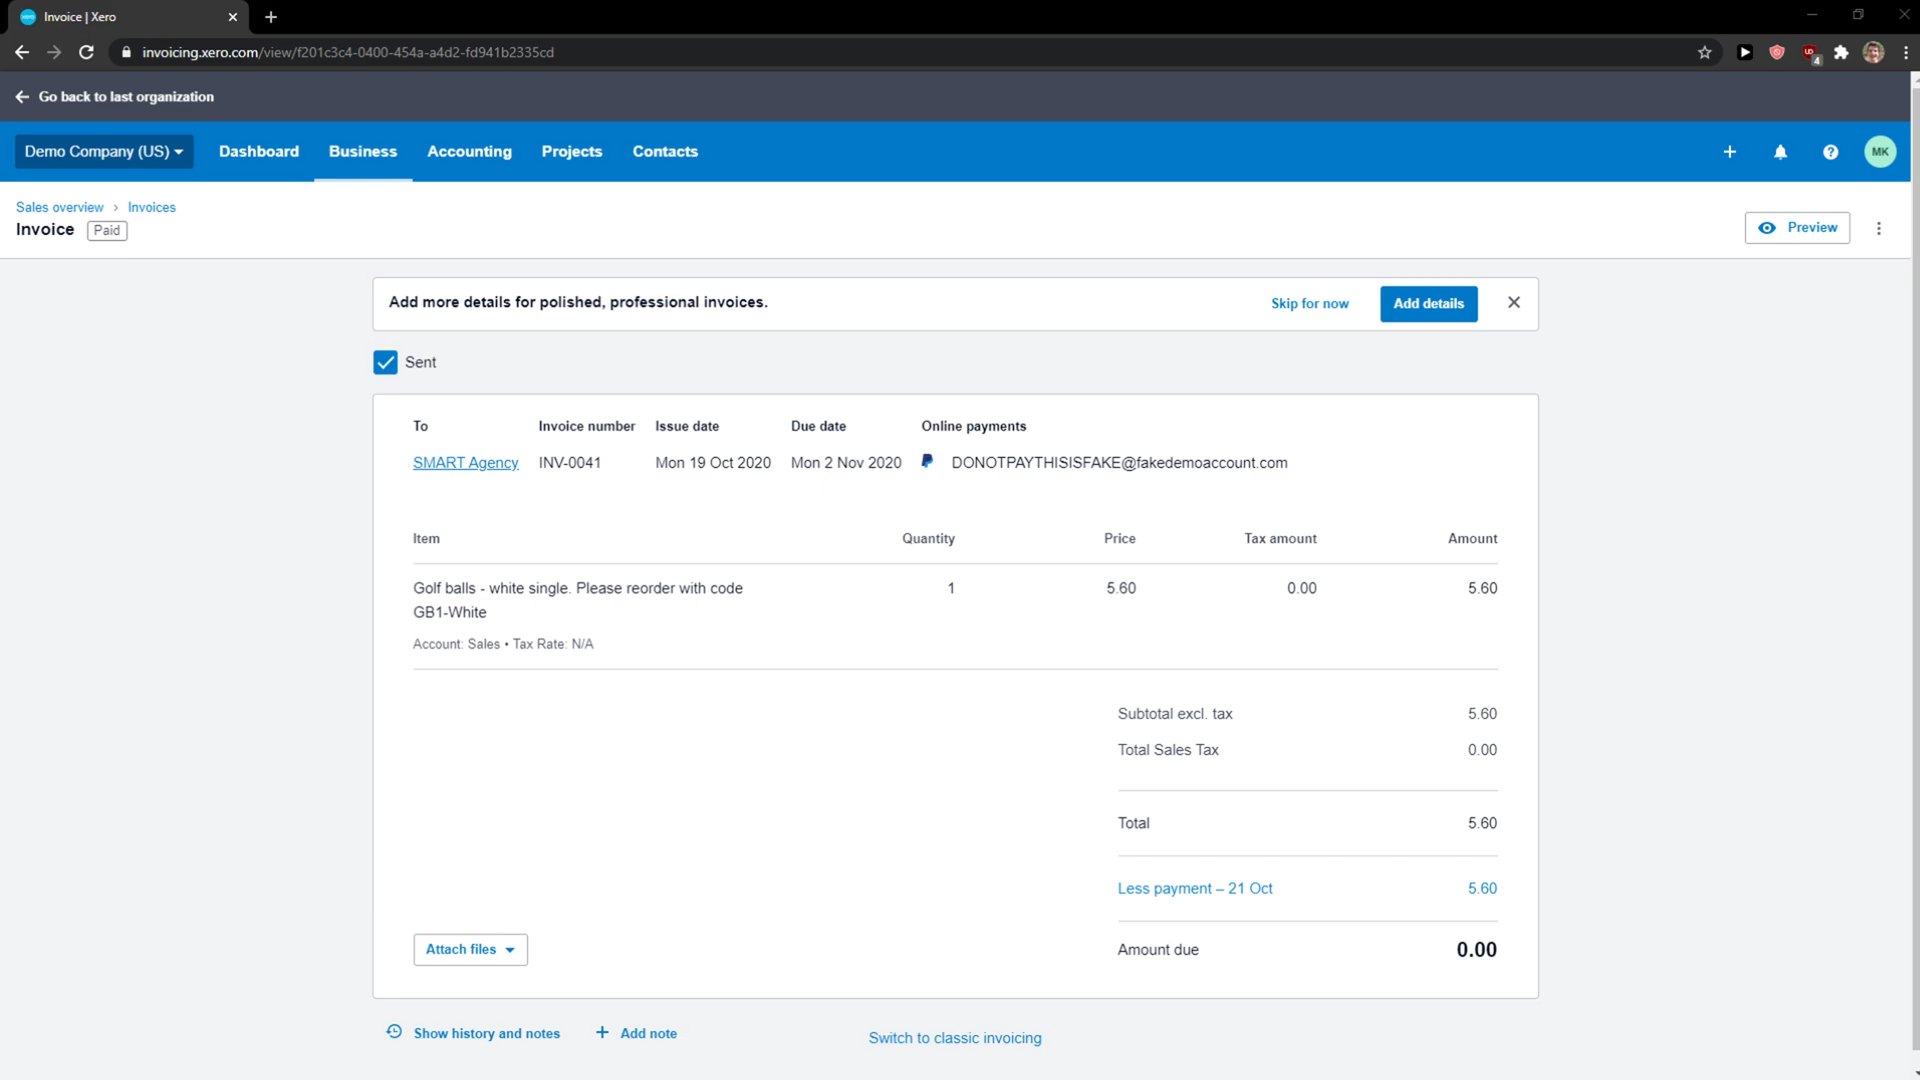 Invoice | Xero
invoicing.xero.com/view/f201c3c4-0400-454a-a4d2-fd941b2335cd
4
Go back to last organization
Demo Company (US)
Dashboard
Business
Accounting
Projects
Contacts
MK
Sales overview
Invoices
Invoice
Paid
Preview
Add more details for polished, professional invoices.
Skip for now
Add details
Sent
To Invoice number Issue date Due date Online payments
SMART Agency INV-0041 Mon 19 Oct 2020 Mon 2 Nov 2020 DONOTPAYTHISISFAKE@fakedemoaccount.com
Item Quantity Price Tax amount Amount
Golf balls - white single. Please reorder with code 1 5.60 0.00 5.60
GB1-White
Account: Sales • Tax Rate: N/A
Subtotal excl. tax 5.60
Total Sales Tax 0.00
Total 5.60
Less payment – 21 Oct 5.60
Attach files
Amount due 0.00
Show history and notes
Add note
Switch to classic invoicing